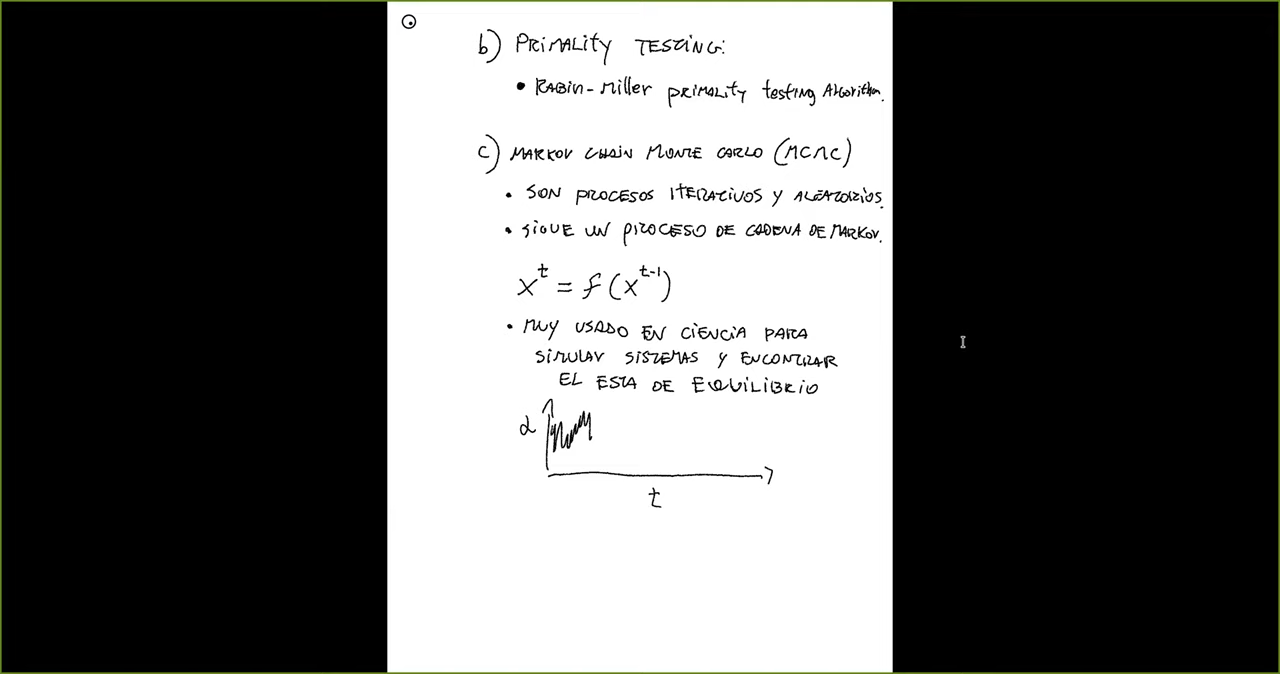 b) PRIMALITY TESTING:
• RABIN-MILLER PRIMALITY TESTING ALGORITHM.
c) MARKOV CHAIN MONTE CARLO (MCMC)
• SON PROCESOS ITERATIVOS Y ALEATORIOS.
• SIGUE UN PROCESO DE CADENA DE MARKOV.
x^t = f(x^{t-1})
• MUY USADO EN CIENCIA PARA
SIMULAR SISTEMAS Y ENCONTRAR
EL ESTA DE EQUILIBRIO
α
t